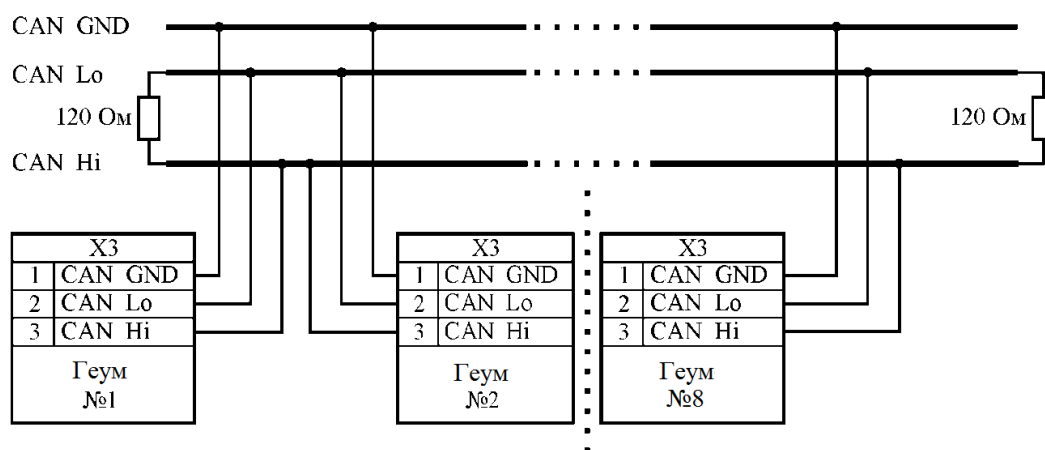 CAN GND
CAN Lo
120 Ом
120 Ом
CAN Hi
X3
1 CAN GND
2 CAN Lo
3 CAN Hi
Геум
№1
X3
1 CAN GND
2 CAN Lo
3 CAN Hi
Геум
№2
X3
1 CAN GND
2 CAN Lo
3 CAN Hi
Геум
№8